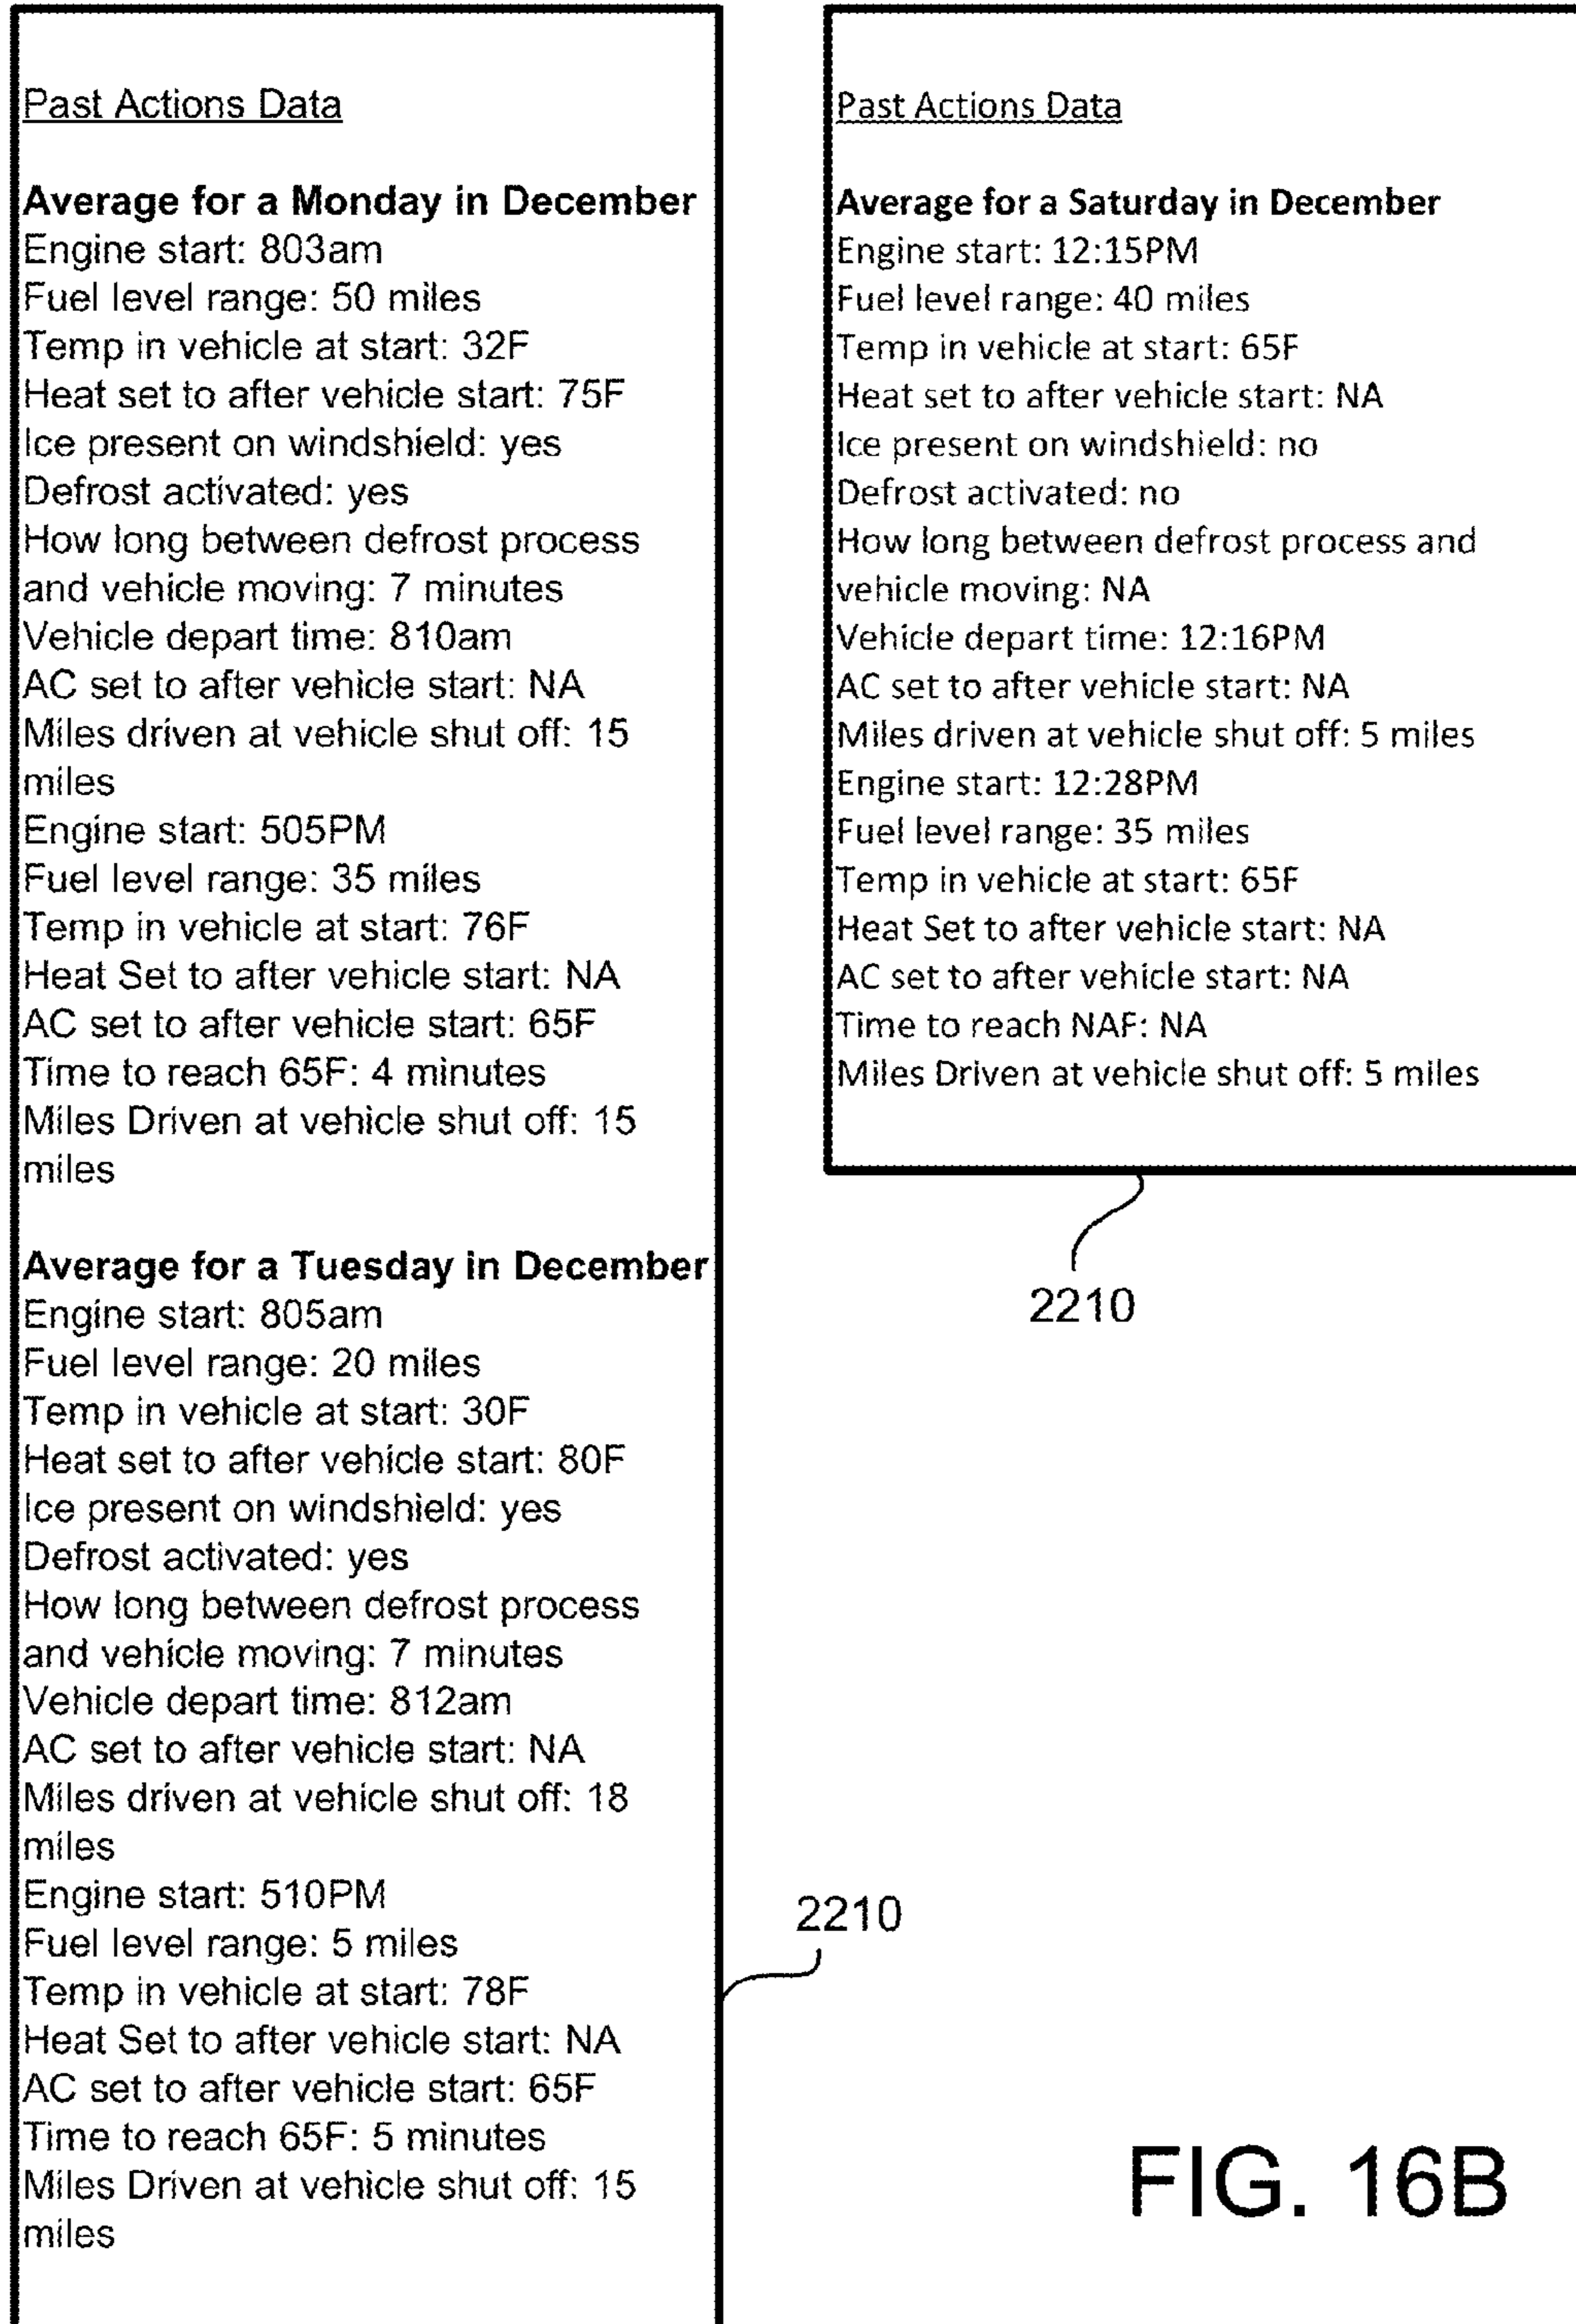 Past Actions Data
Average for a Monday in December
Engine start: 803am
Fuel level range: 50 miles
Temp in vehicle at start: 32F
Heat set to after vehicle start: 75F
Ice present on windshield: yes
Defrost activated: yes
How long between defrost process
and vehicle moving: 7 minutes
Vehicle depart time: 810am
AC set to after vehicle start: NA
Miles driven at vehicle shut off: 15
miles
Engine start: 505PM
Fuel level range: 35 miles
Temp in vehicle at start: 76F
Heat Set to after vehicle start: NA
AC set to after vehicle start: 65F
Time to reach 65F: 4 minutes
Miles Driven at vehicle shut off: 15
miles
Average for a Tuesday in December
Engine start: 805am
Fuel level range: 20 miles
Temp in vehicle at start: 30F
Heat set to after vehicle start: 80F
Ice present on windshield: yes
Defrost activated: yes
How long between defrost process
and vehicle moving: 7 minutes
Vehicle depart time: 812am
AC set to after vehicle start: NA
Miles driven at vehicle shut off: 18
miles
Engine start: 510PM
Fuel level range: 5 miles
Temp in vehicle at start: 78F
Heat Set to after vehicle start: NA
AC set to after vehicle start: 65F
Time to reach 65F: 5 minutes
Miles Driven at vehicle shut off: 15
miles
2210
Past Actions Data
Average for a Saturday in December
Engine start: 12:15PM
Fuel level range: 40 miles
Temp in vehicle at start: 65F
Heat set to after vehicle start: NA
Ice present on windshield: no
Defrost activated: no
How long between defrost process and
vehicle moving: NA
Vehicle depart time: 12:16PM
AC set to after vehicle start: NA
Miles driven at vehicle shut off: 5 miles
Engine start: 12:28PM
Fuel level range: 35 miles
Temp in vehicle at start: 65F
Heat Set to after vehicle start: NA
AC set to after vehicle start: NA
Time to reach NAF: NA
Miles Driven at vehicle shut off: 5 miles
2210
FIG. 16B